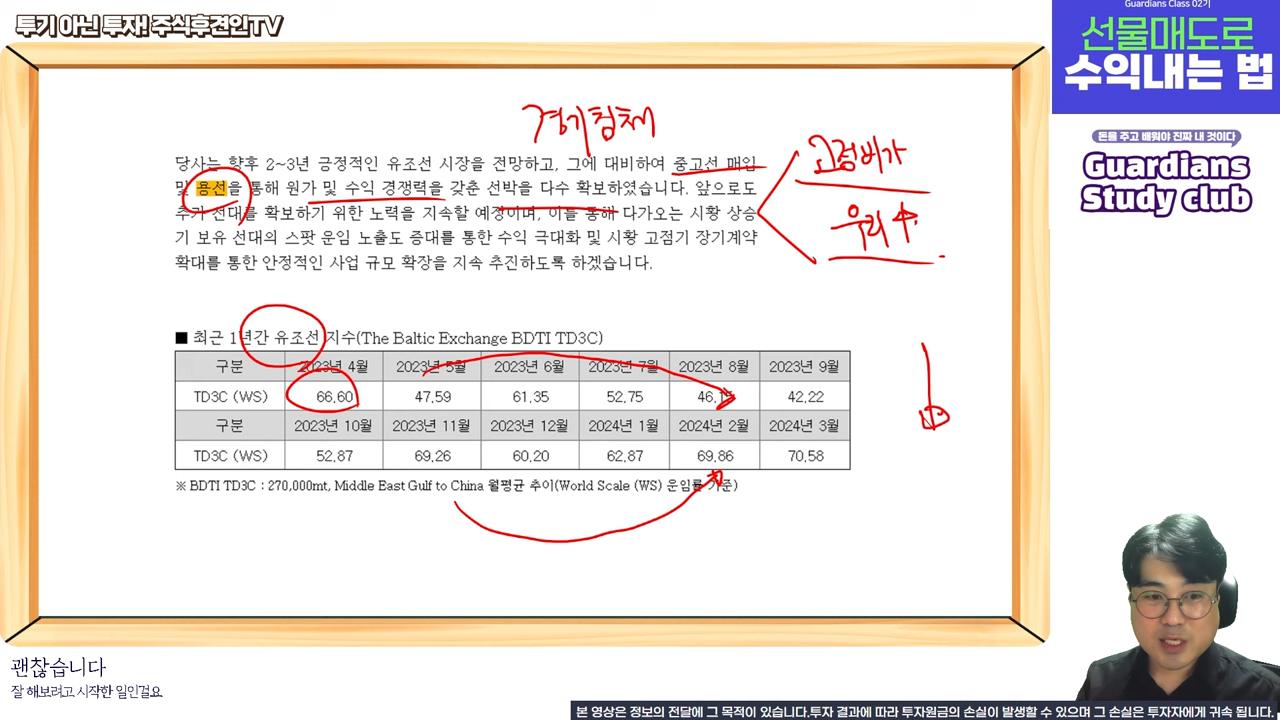 투기 아닌 투자! 주식후견인TV
Guardians Class 02기
선물매도로
수익내는 법
돈을 주고 배워야 진짜 내 것이다
Guardians
Study club
경기침체
고점비가
우리
당사는 향후 2~3년 긍정적인 유조선 시장을 전망하고, 그에 대비하여 중고선 매입
및 용선을 통해 원가 및 수익 경쟁력을 갖춘 선박을 다수 확보하였습니다. 앞으로도
추가 선대를 확보하기 위한 노력을 지속할 예정이며, 이를 통해 다가오는 시황 상승
기 보유 선대의 스팟 운임 노출도 증대를 통한 수익 극대화 및 시황 고점기 장기계약
확대를 통한 안정적인 사업 규모 확장을 지속 추진하도록 하겠습니다.
■ 최근 1년간 유조선 지수(The Baltic Exchange BDTI TD3C)
구분 2023년 4월 2023년 5월 2023년 6월 2023년 7월 2023년 8월 2023년 9월
TD3C (WS) 66.60 47.59 61.35 52.75 42.22
구분 2023년 10월 2023년 11월 2023년 12월 2024년 1월 2024년 2월 2024년 3월
TD3C (WS) 52.87 69.26 60.20 62.87 69.86 70.58
※ BDTI TD3C : 270,000mt, Middle East Gulf to China 월평균 추이(World Scale (WS) 운임률 기준)
괜찮습니다
잘 해보려고 시작한 일인걸요
본 영상은 정보의 전달에 그 목적이 있습니다.투자 결과에 따라 투자원금의 손실이 발생할 수 있으며 그 손실은 투자자에게 귀속 됩니다.